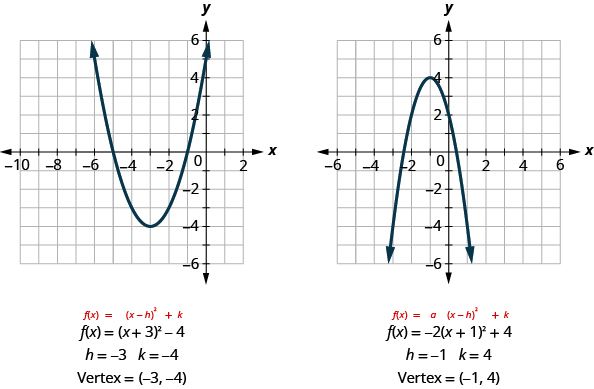 y
6
4
2
−10 −8 −6 −4 −2 0 2 x
−2
−4
−6
f(x) = (x – h)² + k
f(x) = (x + 3)² – 4
h = –3 k = –4
Vertex = (–3, –4)
y
6
4
2
−6 −4 −2 0 2 4 6 x
−2
−4
−6
f(x) = a (x – h)² + k
f(x) = –2(x + 1)² + 4
h = –1 k = 4
Vertex = (–1, 4)